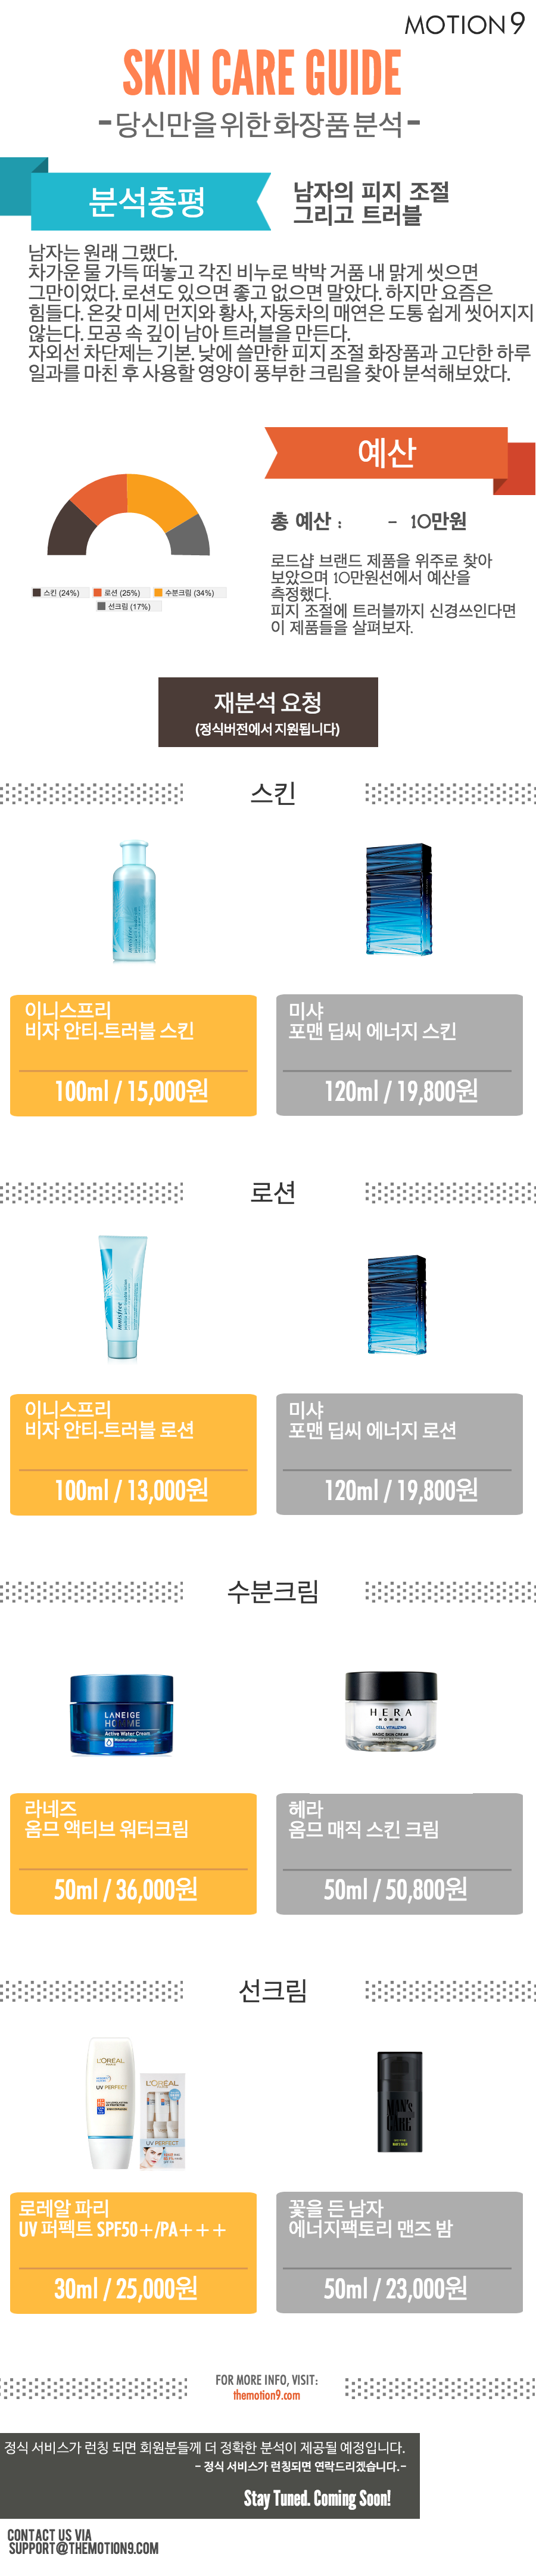 MOTION 9
SKIN CARE GUIDE
-당신만을위한화장품분석-
분석총평
남자의 피지 조절
그리고 트러블
남자는 원래 그랬다.
차가운 물 가득 떠놓고 각진 비누로 박박 거품 내 맑게 씻으면
그만이었다. 로션도 있으면 좋고 없으면 말았다. 하지만 요즘은
힘들다. 온갖 미세 먼지와 황사, 자동차의 매연은 도통 쉽게 씻어지지
않는다. 모공 속 깊이 남아 트러블을 만든다.
자외선 차단제는 기본. 낮에 쓸만한 피지 조절 화장품과 고단한 하루
일과를 마친 후 사용할 영양이 풍부한 크림을 찾아 분석해보았다.
예산
총 예산 : - 10만원
로드샵 브랜드 제품을 위주로 찾아
보았으며 10만원선에서 예산을
측정했다.
피지 조절에 트러블까지 신경쓰인다면
이 제품들을 살펴보자.
스킨 (24%) 로션 (25%) 수분크림 (34%)
선크림 (17%)
재분석 요청
(정식버전에서 지원됩니다)
스킨
이니스프리
비자 안티-트러블 스킨
100ml / 15,000원
미샤
포맨 딥씨 에너지 스킨
120ml / 19,800원
로션
innisfree
이니스프리
비자 안티-트러블 로션
100ml / 13,000원
미샤
포맨 딥씨 에너지 로션
120ml / 19,800원
수분크림
LANEIGE
HOMME
Active Water Cream
Moisturizing
HERA
HOMME
CELL VITALIZING
MAGIC SKIN CREAM
라네즈
옴므 액티브 워터크림
50ml / 36,000원
헤라
옴므 매직 스킨 크림
50ml / 50,800원
선크림
L'OREAL
UV PERFECT
L'OREAL
UV PERFECT
MAN's
CARE
로레알 파리
UV 퍼펙트 SPF50+/PA+++
30ml / 25,000원
꽃을 든 남자
에너지팩토리 맨즈 밤
50ml / 23,000원
FOR MORE INFO, VISIT:
themotion9.com
정식 서비스가 런칭 되면 회원분들께 더 정확한 분석이 제공될 예정입니다.
- 정식 서비스가 런칭되면 연락드리겠습니다.-
Stay Tuned. Coming Soon!
CONTACT US VIA
SUPPORT@THEMOTION9.COM